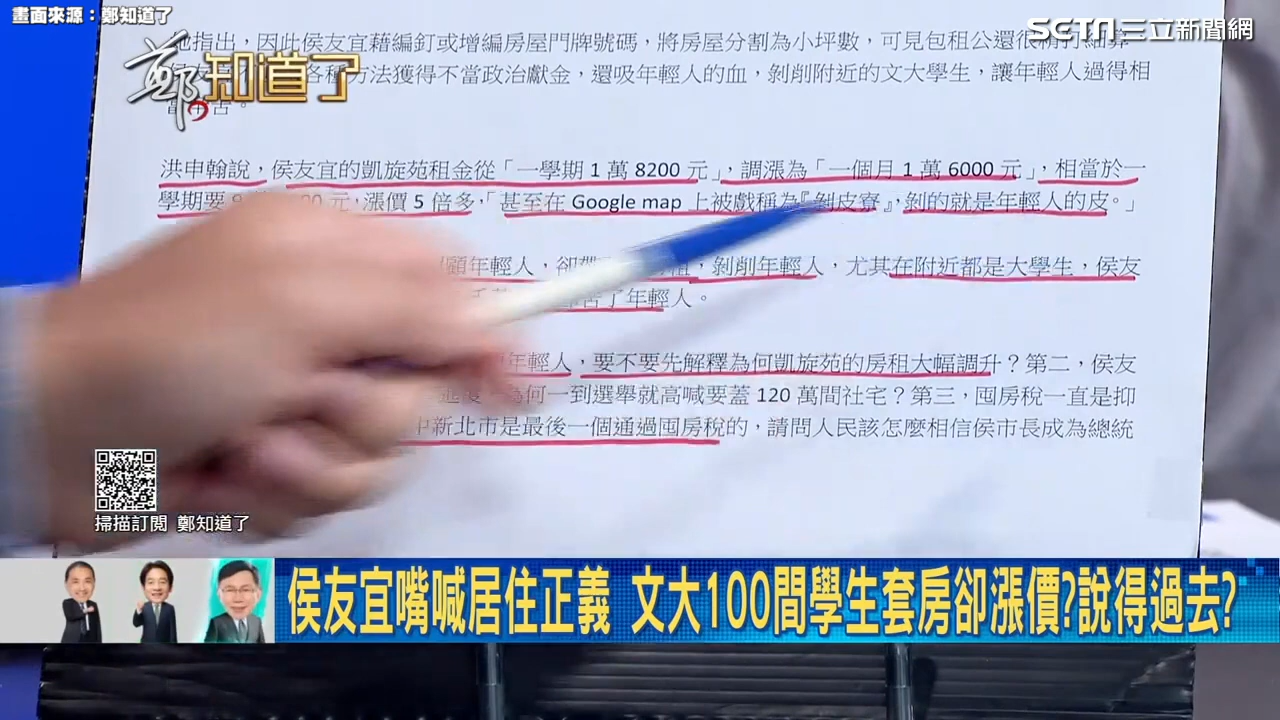 畫面來源：鄭知道了
SETN三立新聞網
鄭知道了
指出，因此侯友宜藉編釘或增編房屋門牌號碼，將房屋分割為小坪數，可見包租公還很
各種方法獲得不當政治獻金，還吸年輕人的血，剝削附近的文大學生，讓年輕人過得相
洪申翰說，侯友宜的凱旋苑租金從「一學期 1 萬 8200 元」，調漲為「一個月 1 萬 6000 元」，相當於一
學期要 元，漲價 5 倍多，「甚至在 Google map 上被戲稱為『剝皮寮』，剝的就是年輕人的皮。」
年輕人，剝削年輕人，尤其在附近都是大學生，侯友
了年輕人。
年輕人，要不要先解釋為何凱旋苑的房租大幅調升？第二，侯友
為何一到選舉就高喊要蓋 120 萬間社宅？第三，囤房稅一直是抑
新北市是最後一個通過囤房稅的，請問人民該怎麼相信侯市長成為總統
掃描訂閱 鄭知道了
侯友宜嘴喊居住正義 文大100間學生套房卻漲價?說得過去?